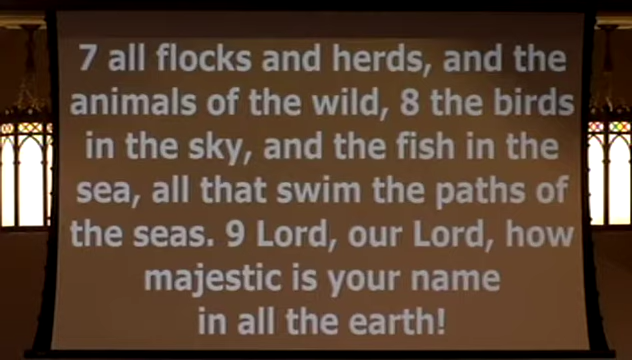 7 all flocks and herds, and the
animals of the wild, 8 the birds
in the sky, and the fish in the
sea, all that swim the paths of
the seas. 9 Lord, our Lord, how
majestic is your name
in all the earth!